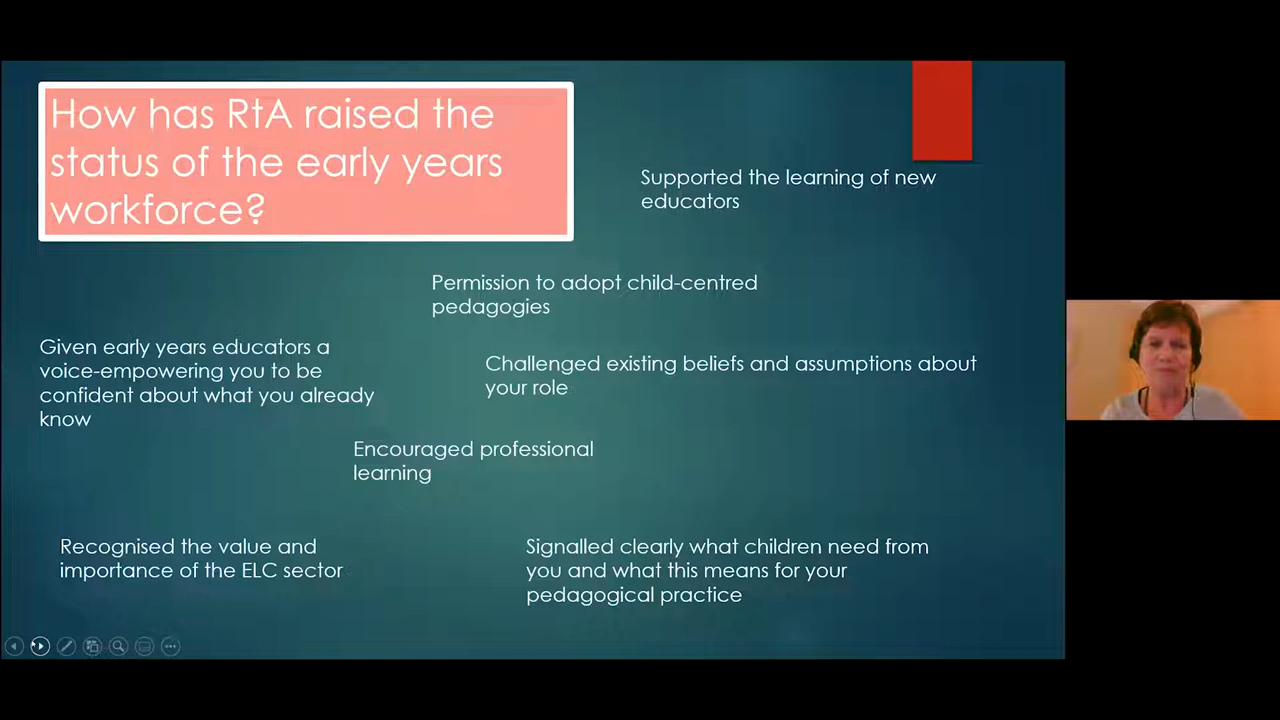 How has RtA raised the
status of the early years
workforce?
Supported the learning of new
educators
Permission to adopt child-centred
pedagogies
Given early years educators a
voice-empowering you to be
confident about what you already
know
Challenged existing beliefs and assumptions about
your role
Encouraged professional
learning
Recognised the value and
importance of the ELC sector
Signalled clearly what children need from
you and what this means for your
pedagogical practice